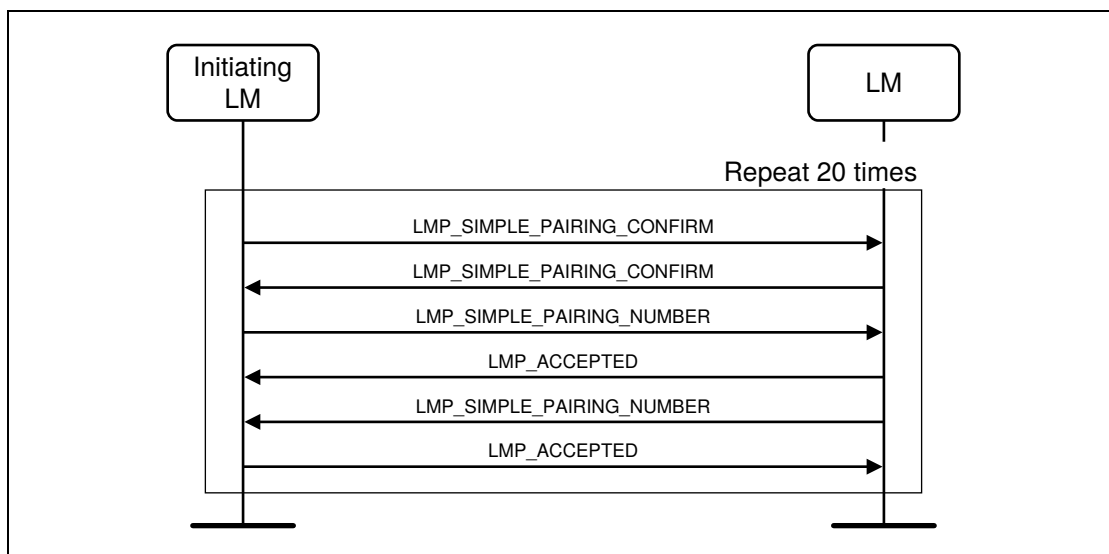 Initiating
LM
LM
Repeat 20 times
LMP_SIMPLE_PAIRING_CONFIRM
LMP_SIMPLE_PAIRING_CONFIRM
LMP_SIMPLE_PAIRING_NUMBER
LMP_ACCEPTED
LMP_SIMPLE_PAIRING_NUMBER
LMP_ACCEPTED